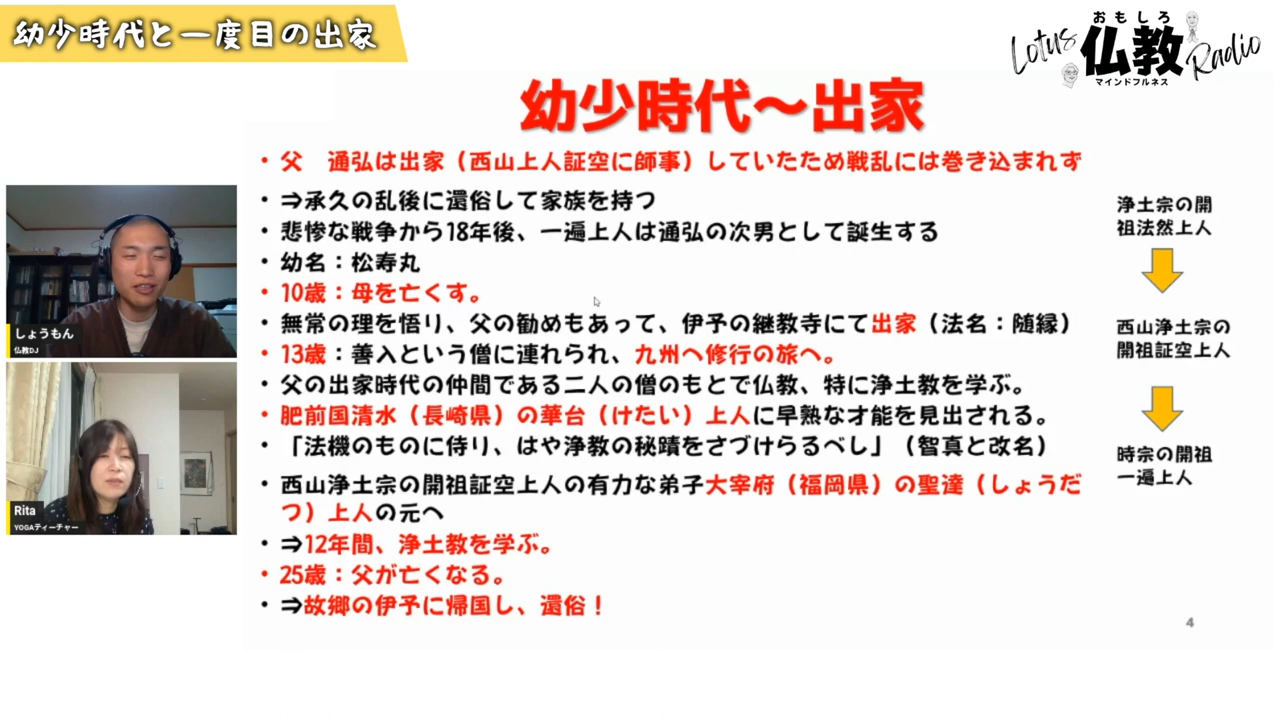 幼少時代と一度目の出家
Lotus
おもしろ
仏教
マインドフルネス
Radio
幼少時代～出家
・父　通弘は出家（西山上人証空に師事）していたため戦乱には巻き込まれず
・⇒承久の乱後に還俗して家族を持つ
・悲惨な戦争から18年後、一遍上人は通弘の次男として誕生する
・幼名：松寿丸
・10歳：母を亡くす。
・無常の理を悟り、父の勧めもあって、伊予の継教寺にて出家（法名：随縁）
・13歳：善入という僧に連れられ、九州へ修行の旅へ。
・父の出家時代の仲間である二人の僧のもとで仏教、特に浄土教を学ぶ。
・肥前国清水（長崎県）の華台（けたい）上人に早熟な才能を見出される。
・「法機のものに侍り、はや浄教の秘蹟をさづけらるべし」（智真と改名）
・西山浄土宗の開祖証空上人の有力な弟子大宰府（福岡県）の聖達（しょうだ
つ）上人の元へ
・⇒12年間、浄土教を学ぶ。
・25歳：父が亡くなる。
・⇒故郷の伊予に帰国し、還俗！
浄土宗の開
祖法然上人
西山浄土宗の
開祖証空上人
時宗の開祖
一遍上人
4
しょうもん
仏教DJ
Rita
YOGAティーチャー